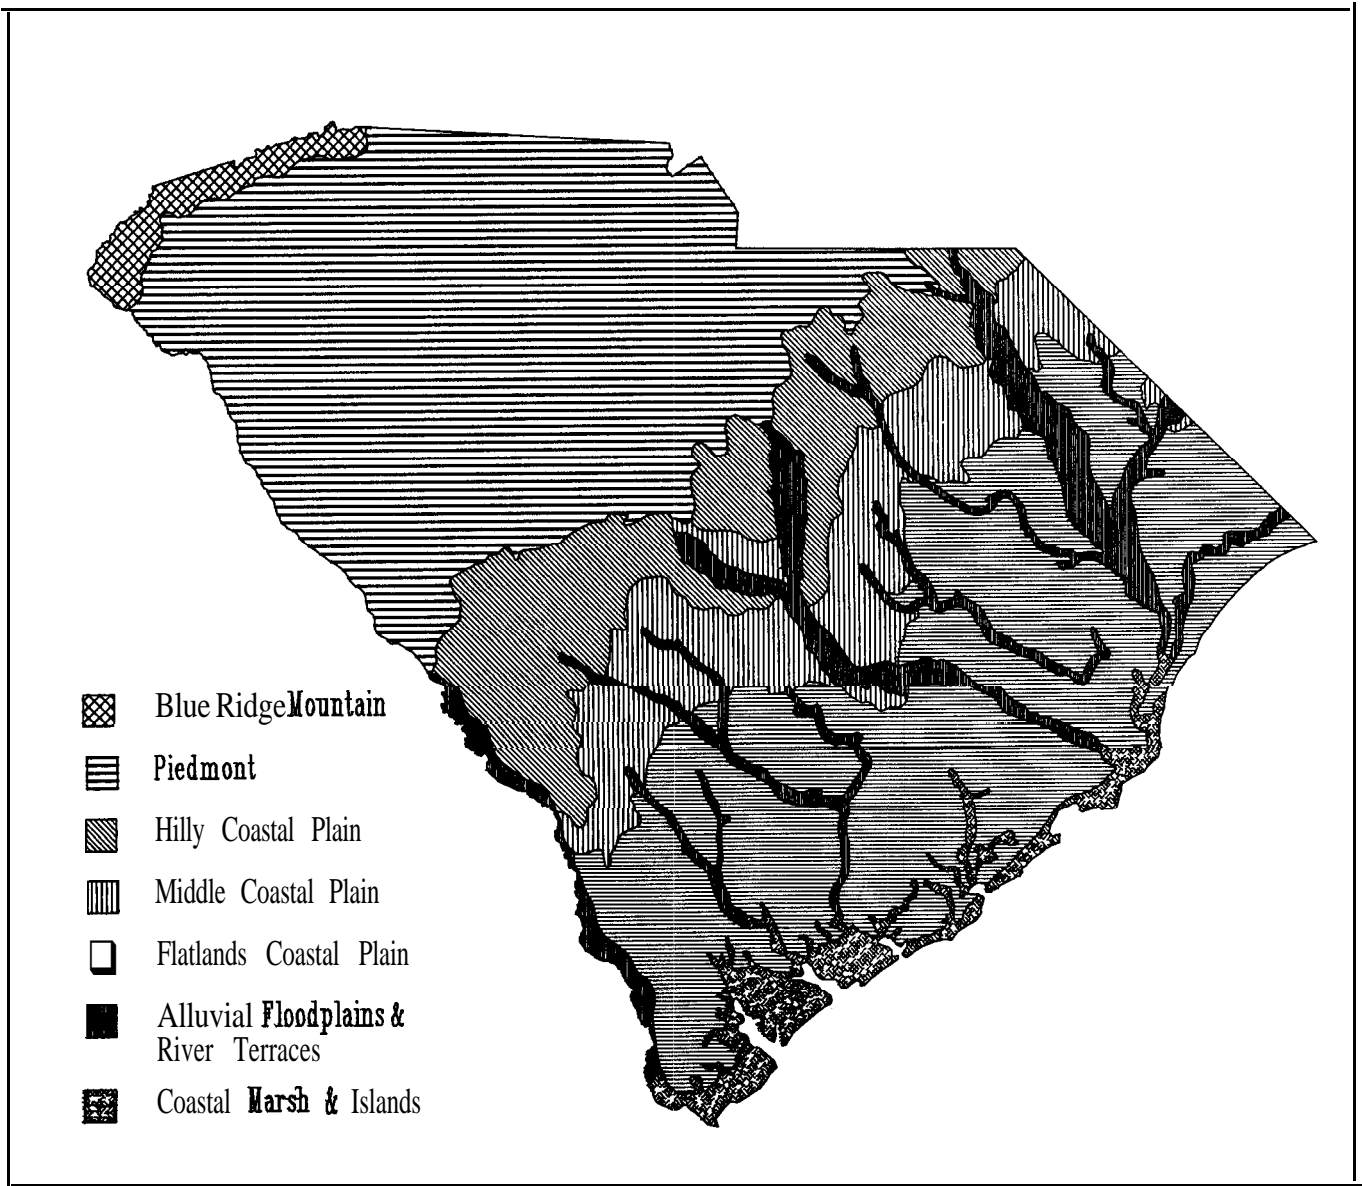 Blue Ridge Mountain
Piedmont
Hilly Coastal Plain
Middle Coastal Plain
Flatlands Coastal Plain
Alluvial Floodplains &
River Terraces
Coastal Marsh & Islands